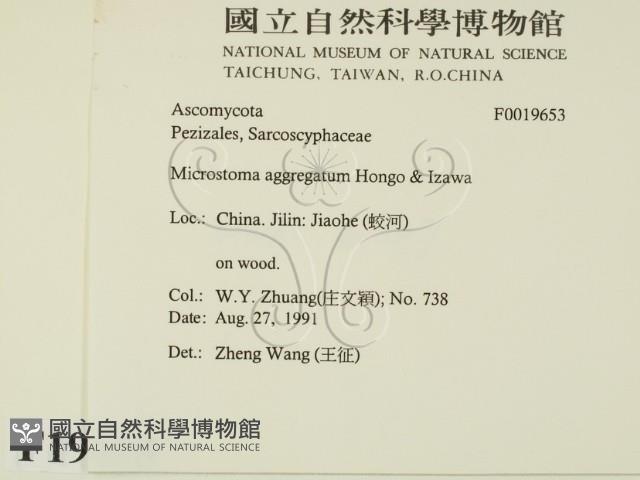 國立自然科學博物館
NATIONAL MUSEUM OF NATURAL SCIENCE
TAICHUNG, TAIWAN, R.O.CHINA
Ascomycota F0019653
Pezizales, Sarcoscyphaceae
Microstoma aggregatum Hongo & Izawa
Loc.: China. Jilin: Jiaohe (蛟河)
on wood.
Col.: W.Y. Zhuang(庄文穎); No. 738
Date: Aug. 27, 1991
Det.: Zheng Wang (王征)
國立自然科學博物館
NATIONAL MUSEUM OF NATURAL SCIENCE